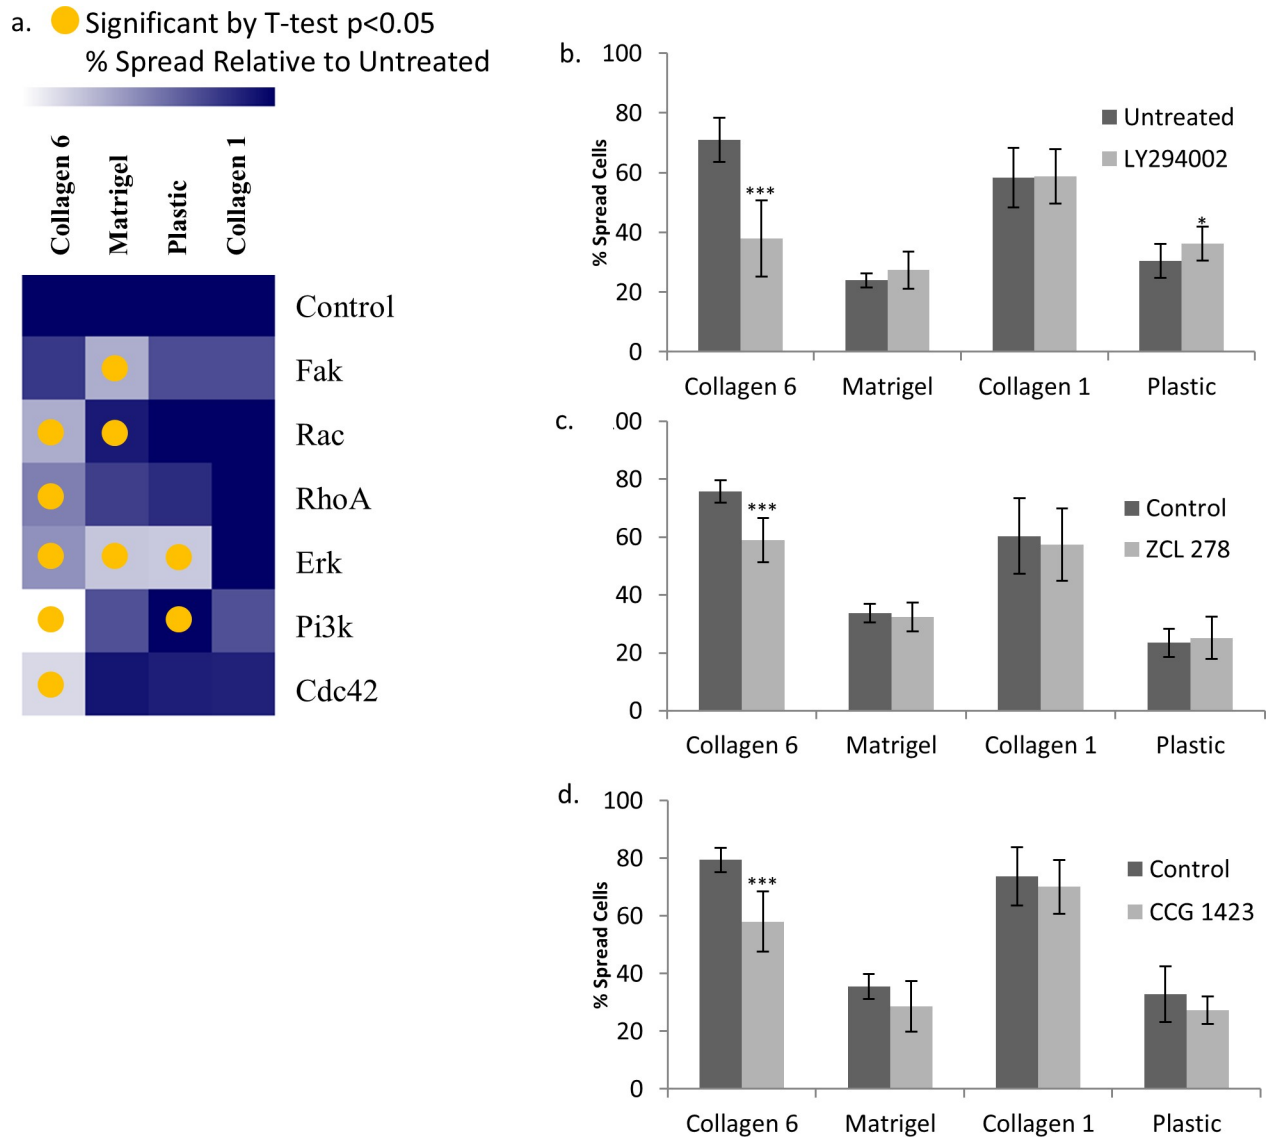 a. Significant by T-test p<0.05
% Spread Relative to Untreated
Collagen 6
Matrigel
Plastic
Collagen 1
Control
Fak
Rac
RhoA
Erk
Pi3k
Cdc42
b.
% Spread Cells
100
80
60
40
20
0
***
*
Untreated
LY294002
Collagen 6 Matrigel Collagen 1 Plastic
c.
.00
80
60
40
20
0
***
Control
ZCL 278
Collagen 6 Matrigel Collagen 1 Plastic
d.
% Spread Cells
100
80
60
40
20
0
***
Control
CCG 1423
Collagen 6 Matrigel Collagen 1 Plastic